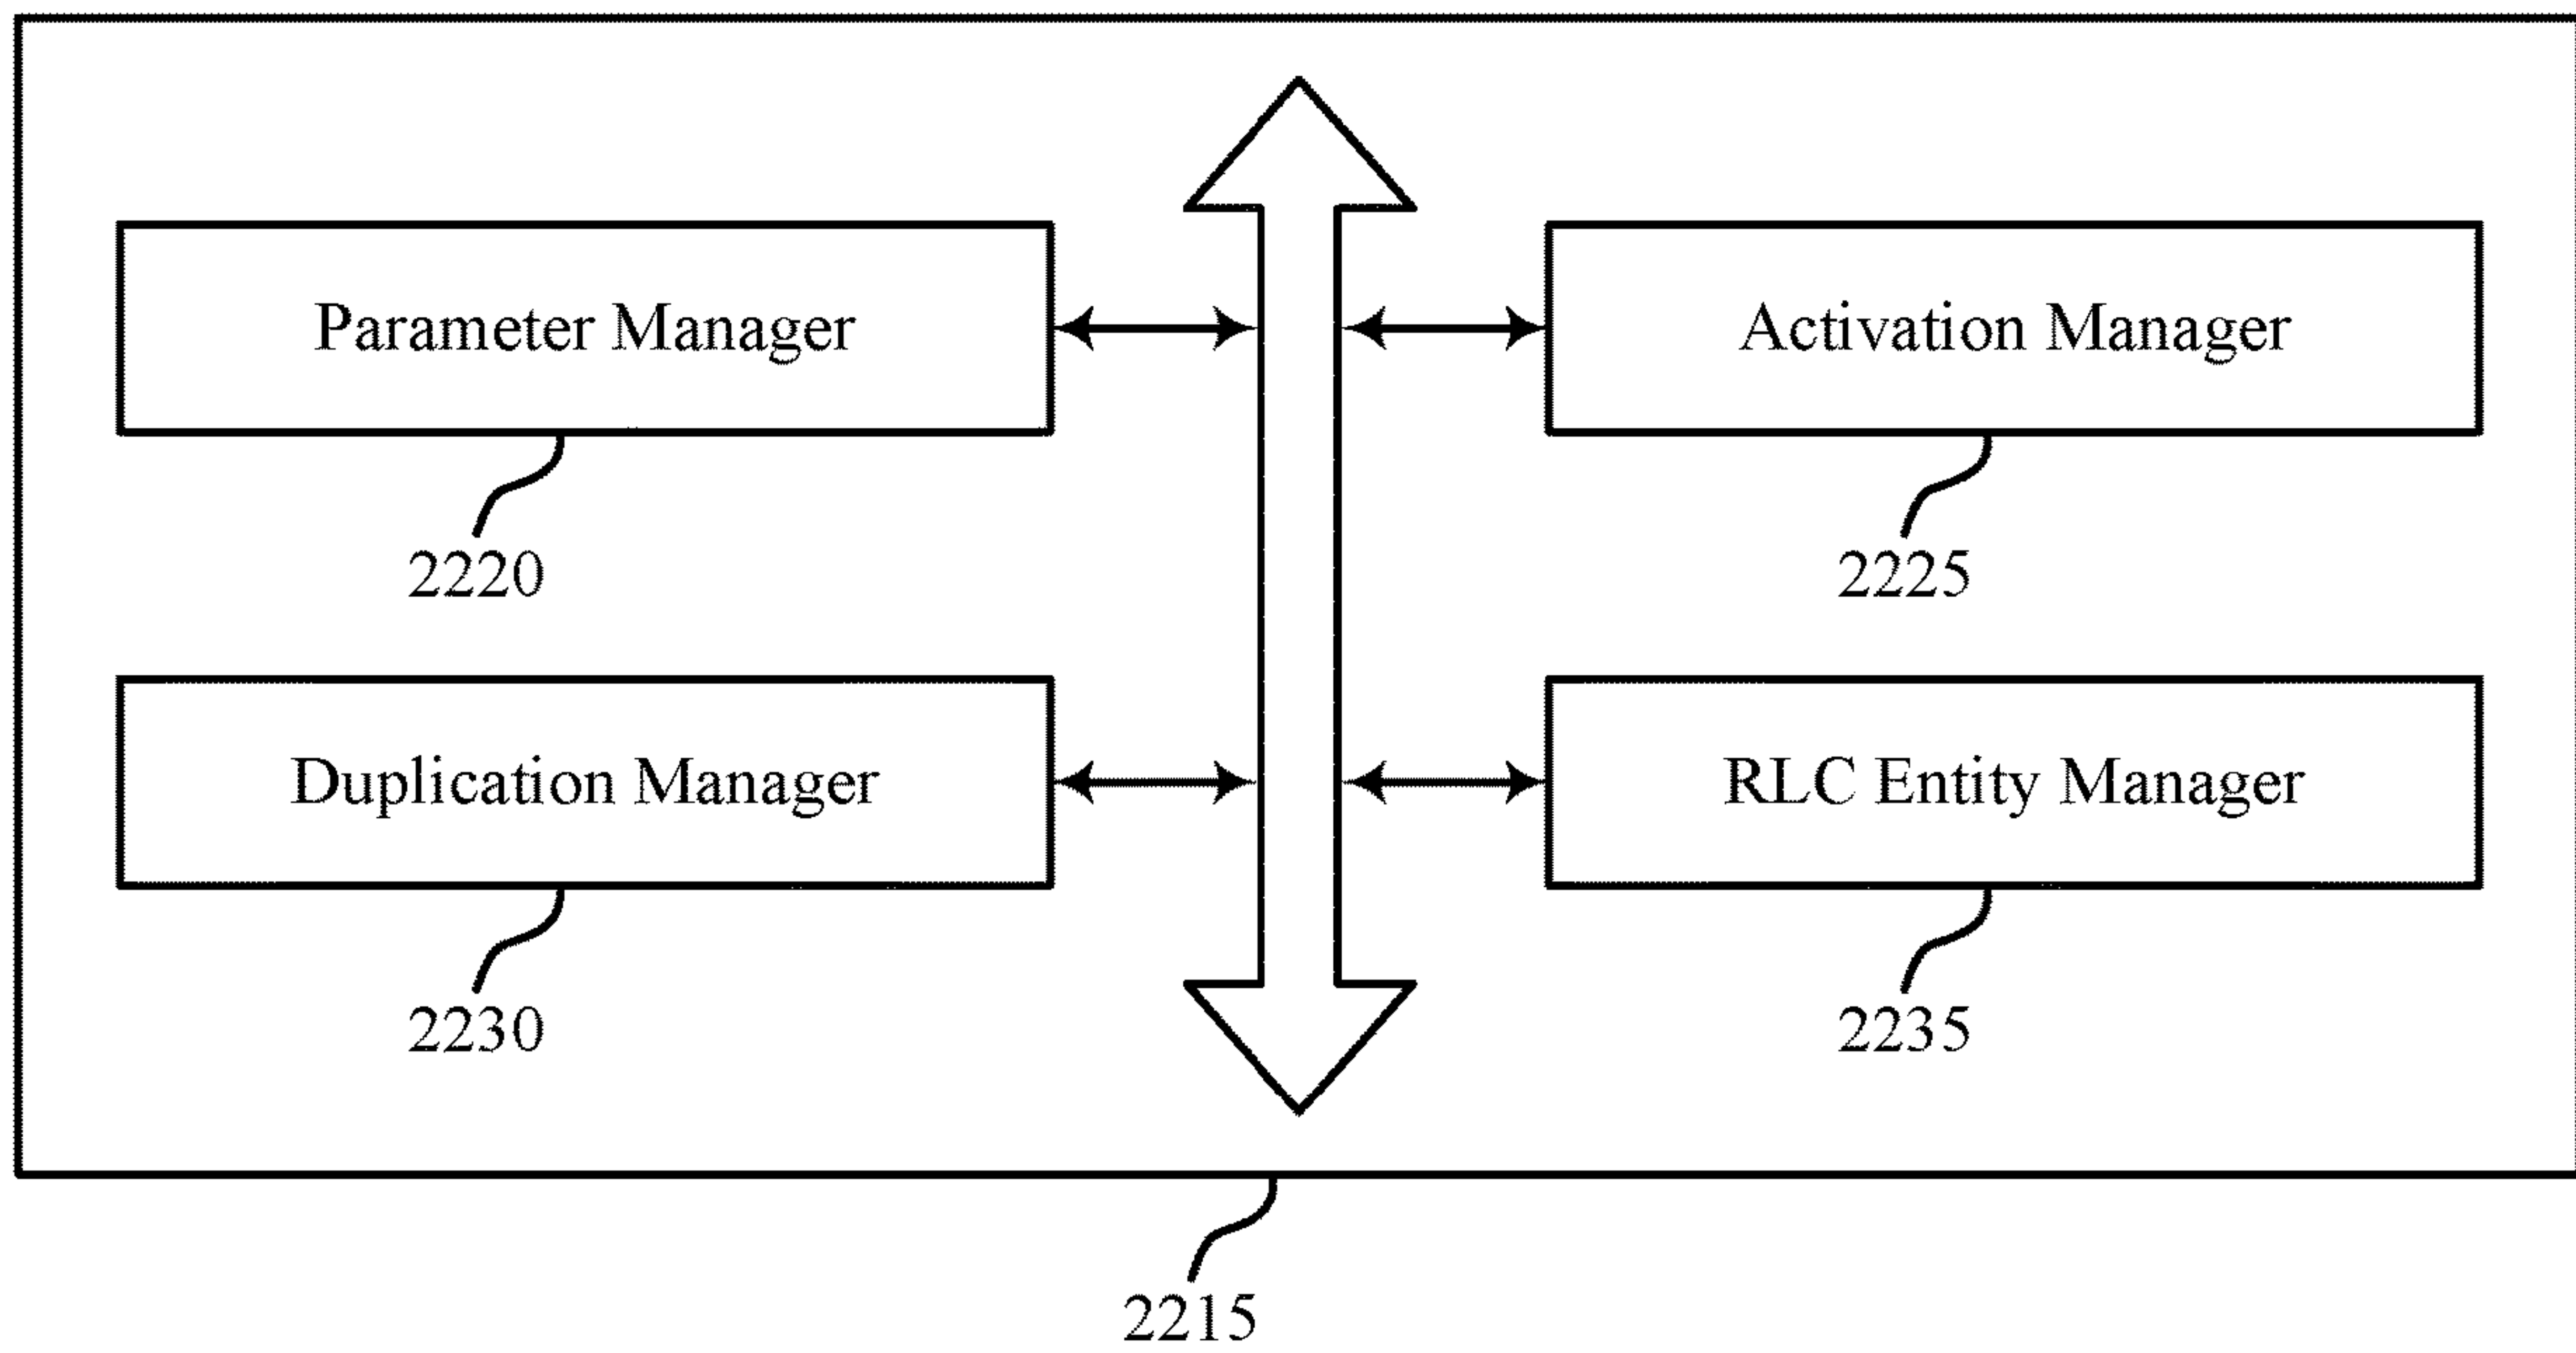 Parameter Manager
Activation Manager
2220
2225
Duplication Manager
RLC Entity Manager
2230
2235
2215